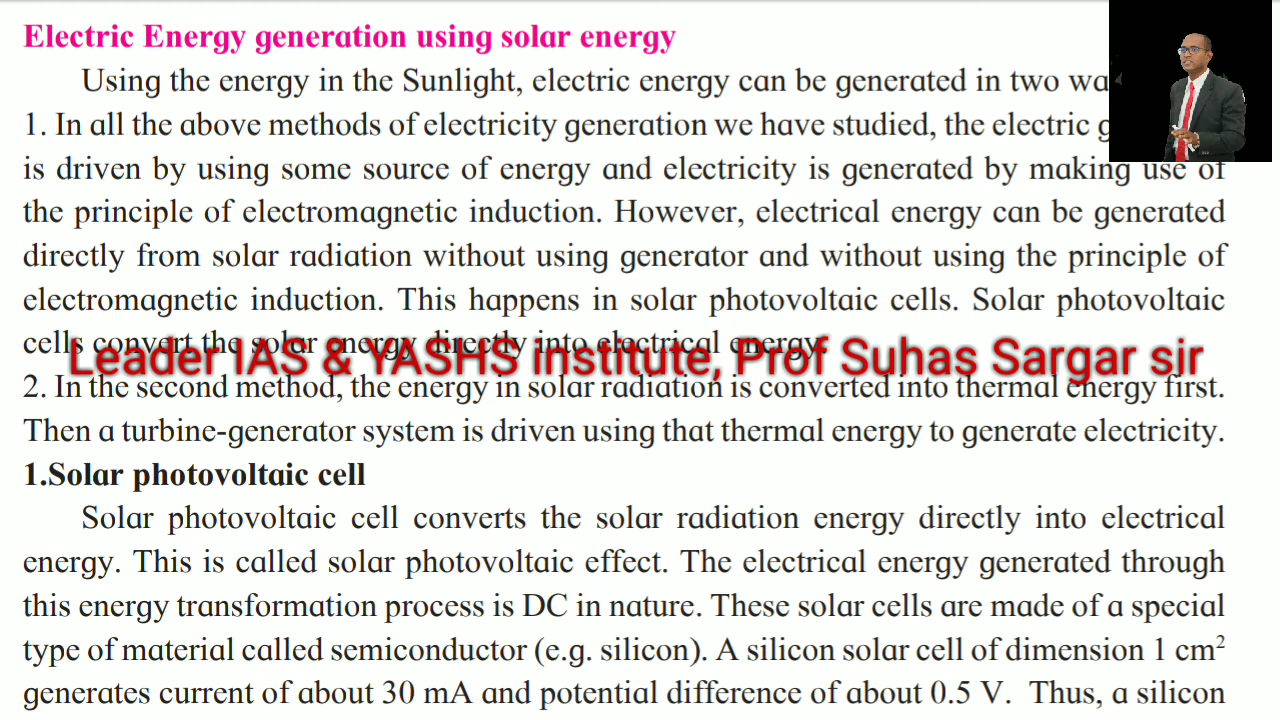 Electric Energy generation using solar energy
Using the energy in the Sunlight, electric energy can be generated in two
1. In all the above methods of electricity generation we have studied, the electric
is driven by using some source of energy and electricity is generated by making use of
the principle of electromagnetic induction. However, electrical energy can be generated
directly from solar radiation without using generator and without using the principle of
electromagnetic induction. This happens in solar photovoltaic cells. Solar photovoltaic
cells convert the solar energy directly into electrical energy.
Leader IAS & YASHS institute, Prof Suhas Sargar sir
2. In the second method, the energy in solar radiation is converted into thermal energy first.
Then a turbine-generator system is driven using that thermal energy to generate electricity.
1.Solar photovoltaic cell
Solar photovoltaic cell converts the solar radiation energy directly into electrical
energy. This is called solar photovoltaic effect. The electrical energy generated through
this energy transformation process is DC in nature. These solar cells are made of a special
type of material called semiconductor (e.g. silicon). A silicon solar cell of dimension 1 cm²
generates current of about 30 mA and potential difference of about 0.5 V. Thus, a silicon